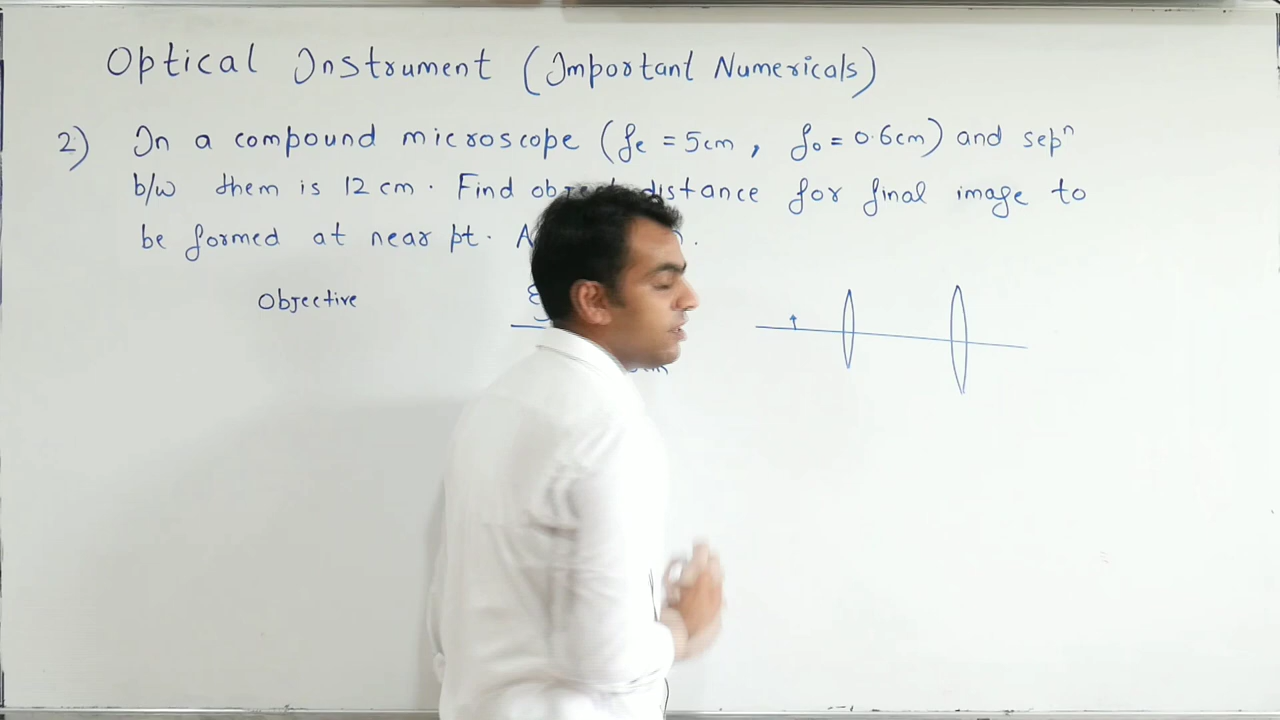 Optical Instrument (Important Numericals)
2) In a compound microscope (fe = 5cm, fo = 0.6cm) and sepⁿ
b/w them is 12 cm. Find object distance for final image to
be formed at near pt.
Objective